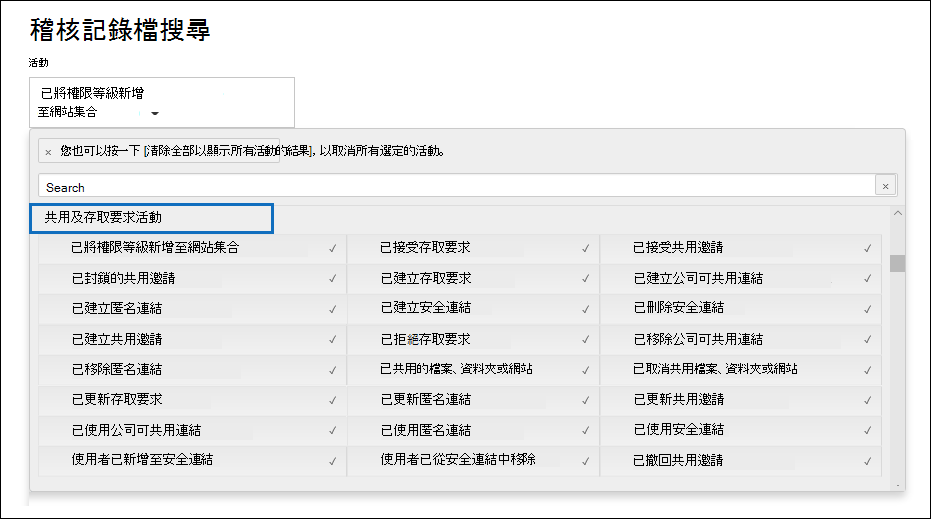 稽核記錄檔搜尋
活動
已將權限等級新增
至網站集合
× 您也可以按一下 [清除全部以顯示所有活動的結果], 以取消所有選定的活動。
Search ×
共用及存取要求活動
已將權限等級新增至網站集合 ✓ 已接受存取要求 ✓ 已接受共用邀請 ✓
已封鎖的共用邀請 ✓ 已建立存取要求 ✓ 已建立公司可共用連結 ✓
已建立匿名連結 ✓ 已建立安全連結 ✓ 已刪除安全連結 ✓
已建立共用邀請 ✓ 已拒絕存取要求 ✓ 已移除公司可共用連結 ✓
已移除匿名連結 ✓ 已共用的檔案、資料夾或網站 ✓ 已取消共用檔案、資料夾或網站 ✓
已更新存取要求 ✓ 已更新匿名連結 ✓ 已更新共用邀請 ✓
已使用公司可共用連結 ✓ 已使用匿名連結 ✓ 已使用安全連結 ✓
使用者已新增至安全連結 ✓ 使用者已從安全連結中移除 ✓ 已撤回共用邀請 ✓